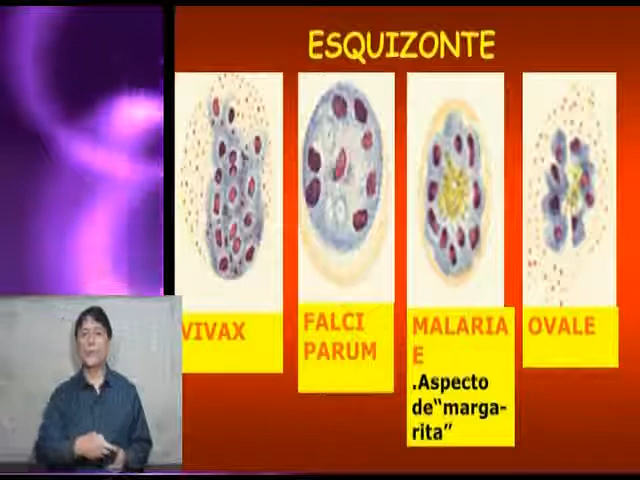 ESQUIZONTE
VIVAX
FALCI
PARUM
MALARIA
E
.Aspecto
de“marga-
rita”
OVALE